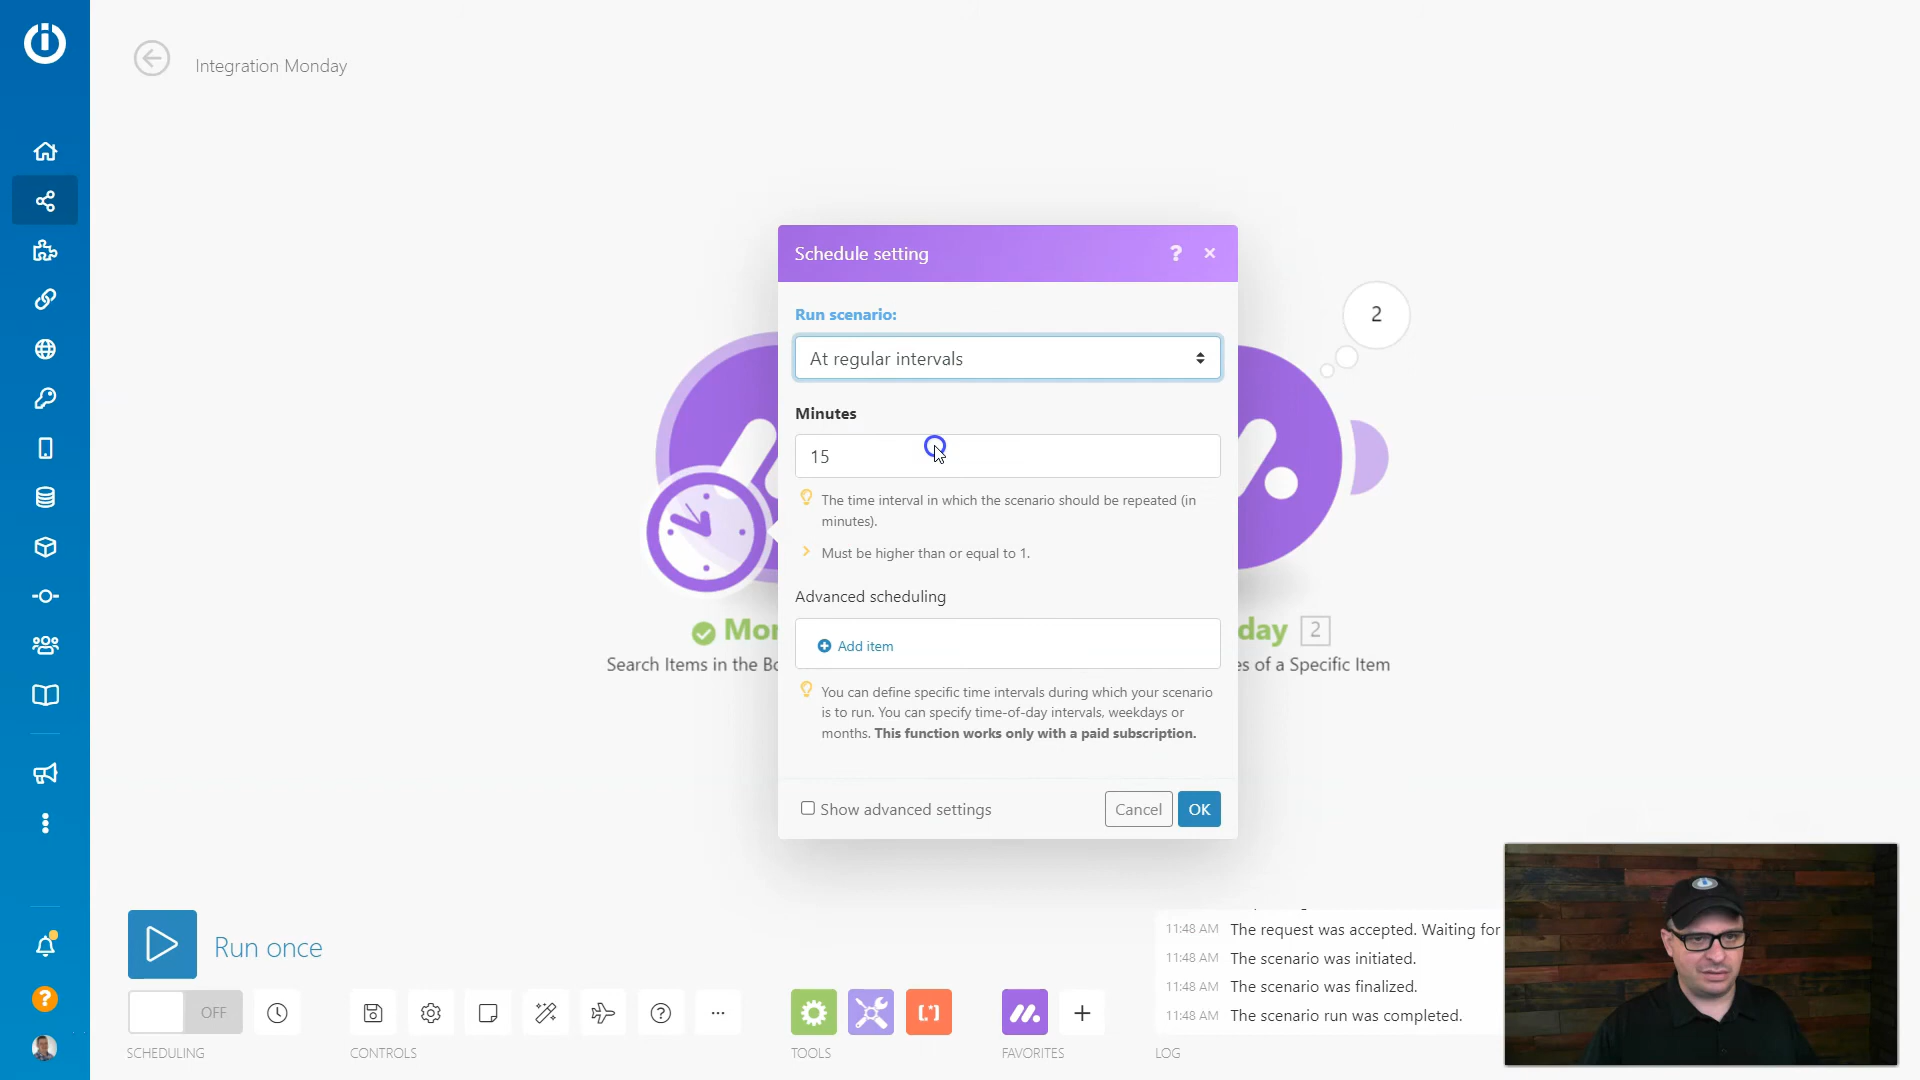 Integration Monday
Schedule setting
?
×
Run scenario:
At regular intervals
Minutes
15
The time interval in which the scenario should be repeated (in
minutes).
Must be higher than or equal to 1.
Advanced scheduling
Add item
You can define specific time intervals during which your scenario
is to run. You can specify time-of-day intervals, weekdays or
months. This function works only with a paid subscription.
Show advanced settings
Cancel
OK
2
Mon
day 2
Search Items in the Bo
es of a Specific Item
Run once
OFF
SCHEDULING
CONTROLS
TOOLS
FAVORITES
LOG
11:48 AM The request was accepted. Waiting for
11:48 AM The scenario was initiated.
11:48 AM The scenario was finalized.
11:48 AM The scenario run was completed.